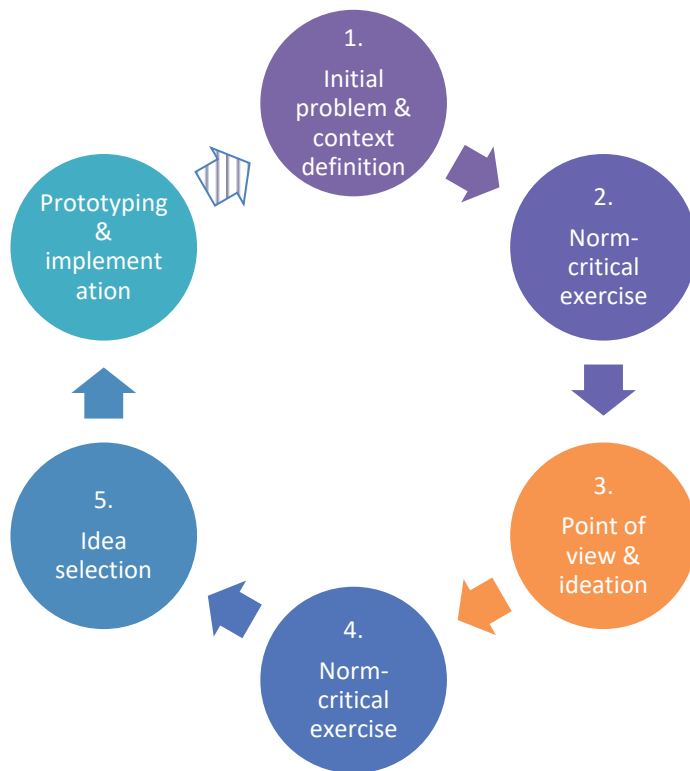 1.
Initial
problem &
context
definition
2.
Norm-
critical
exercise
3.
Point of
view &
ideation
4.
Norm-
critical
exercise
5.
Idea
selection
Prototyping
&
implement
ation